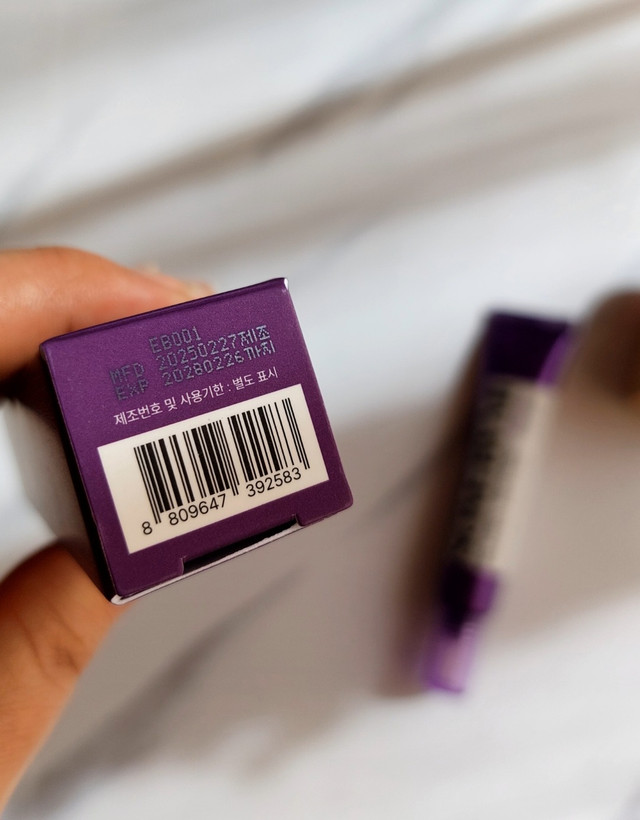 EB001
MFD 20250227제조
EXP 20280226까지
제조번호 및 사용기한 : 별도 표시
8 809647 392583